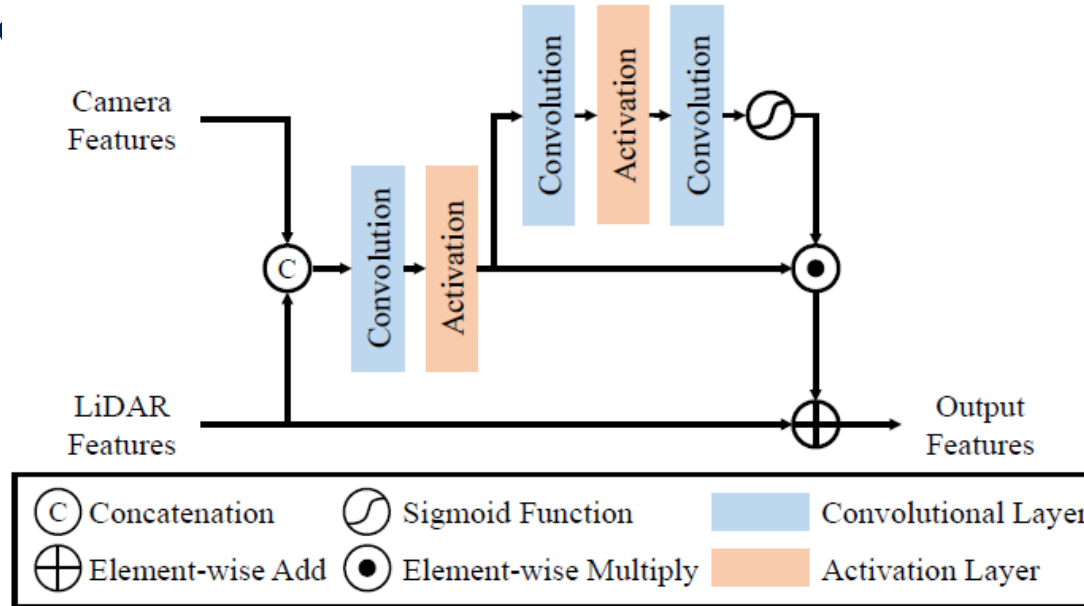 Camera
Features
Convolution
Activation
Convolution
C
Convolution
Activation
LiDAR
Features
Output
Features
C Concatenation
Sigmoid Function
Convolutional Layer
Element-wise Add
Element-wise Multiply
Activation Layer